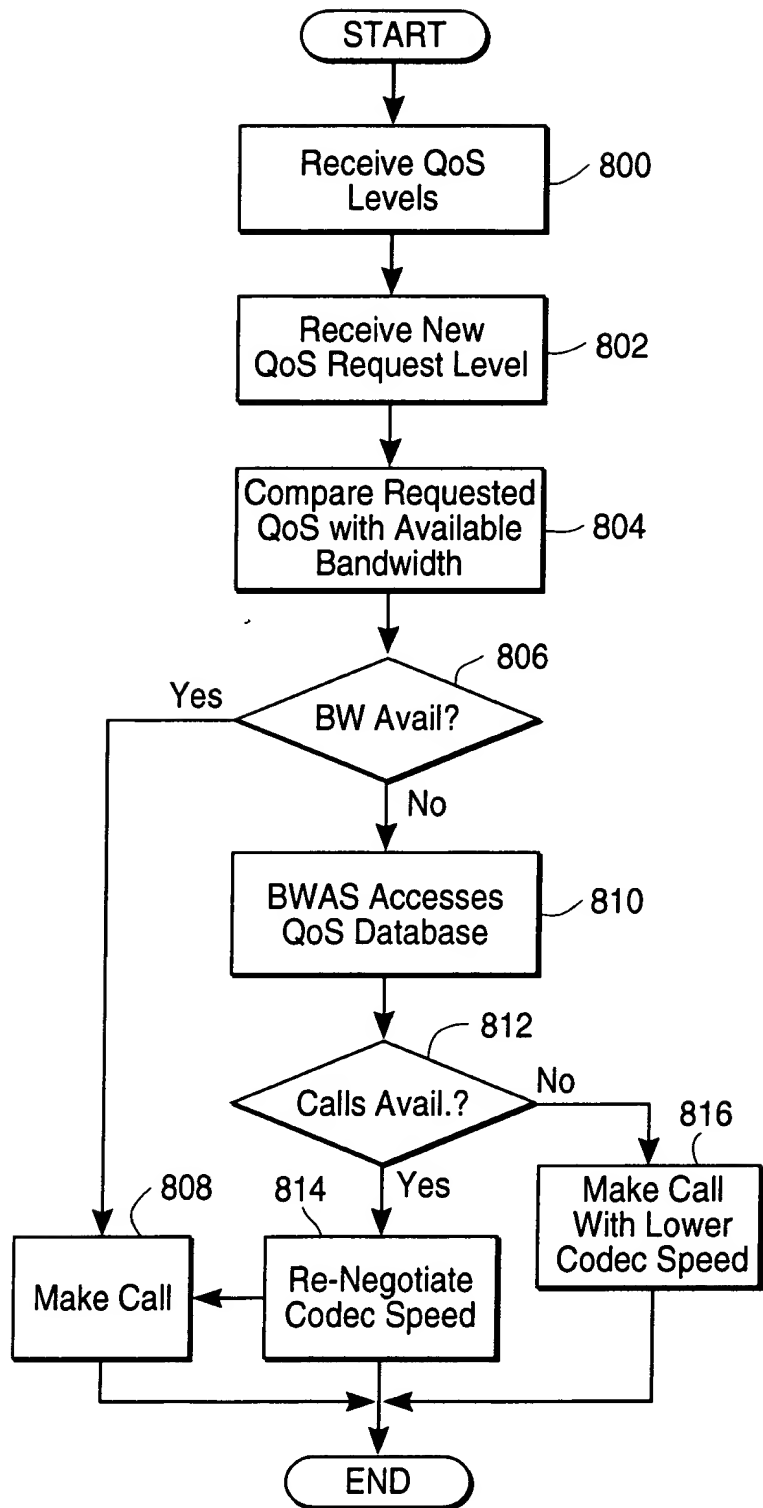 START
Receive QoS
Levels
800
Receive New
QoS Request Level
802
Compare Requested
QoS with Available
Bandwidth
804
806
Yes
BW Avail?
No
BWAS Accesses
QoS Database
810
812
Calls Avail.?
No
816
808
814
Yes
Make Call
Re-Negotiate
Codec Speed
Make Call
With Lower
Codec Speed
END